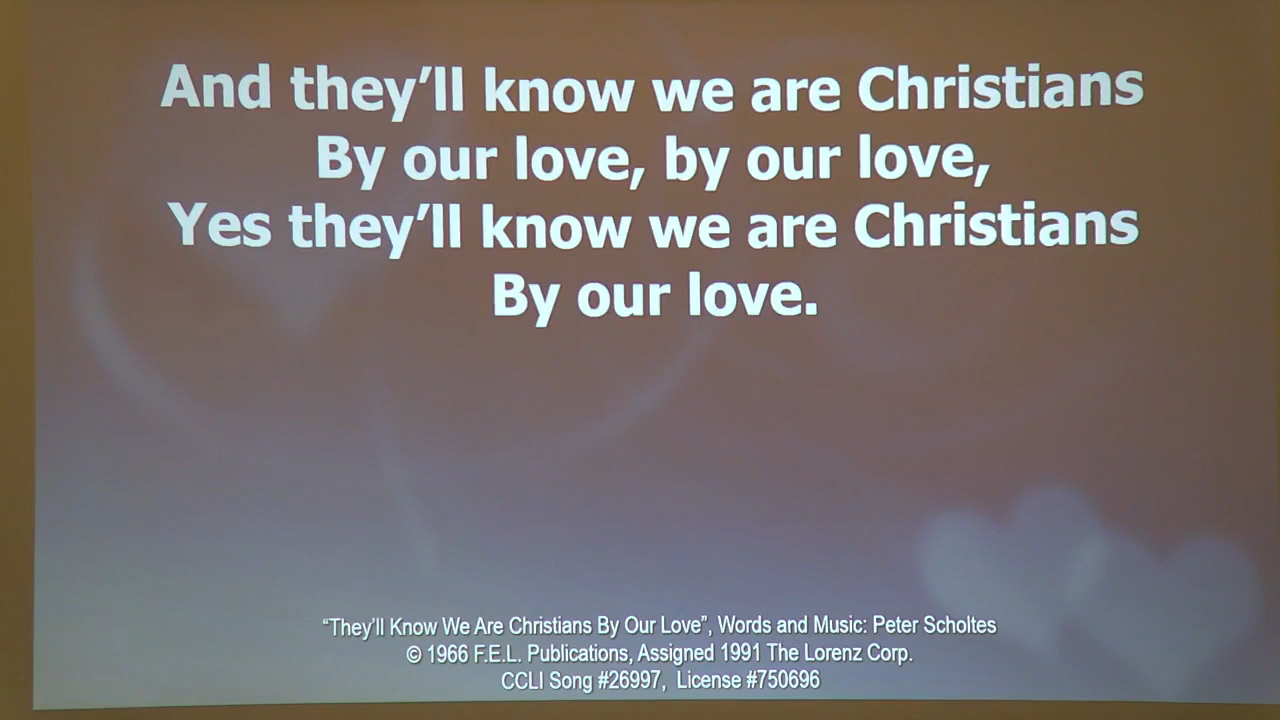 And they’ll know we are Christians
By our love, by our love,
Yes they’ll know we are Christians
By our love.
“They’ll Know We Are Christians By Our Love”, Words and Music: Peter Scholtes
© 1966 F.E.L. Publications, Assigned 1991 The Lorenz Corp.
CCLI Song #26997, License #750696